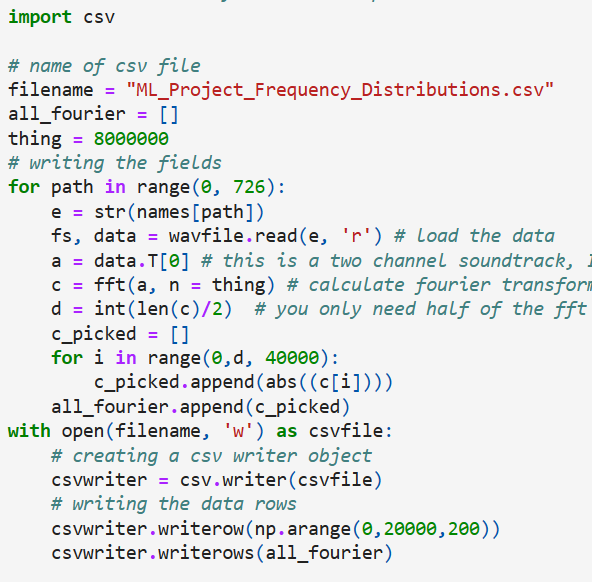 import csv
# name of csv file
filename = "ML_Project_Frequency_Distributions.csv"
all_fourier = []
thing = 8000000
# writing the fields
for path in range(0, 726):
    e = str(names[path])
    fs, data = wavfile.read(e, 'r') # load the data
    a = data.T[0] # this is a two channel soundtrack,
    c = fft(a, n = thing) # calculate fourier transform
    d = int(len(c)/2)  # you only need half of the fft
    c_picked = []
    for i in range(0,d, 40000):
        c_picked.append(abs((c[i])))
    all_fourier.append(c_picked)
with open(filename, 'w') as csvfile:
    # creating a csv writer object
    csvwriter = csv.writer(csvfile)
    # writing the data rows
    csvwriter.writerow(np.arange(0,20000,200))
    csvwriter.writerows(all_fourier)